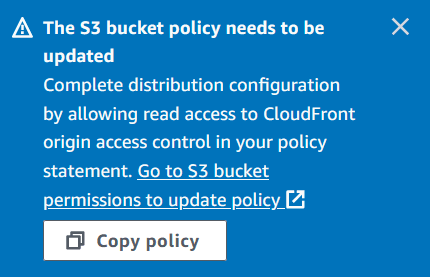 The S3 bucket policy needs to be
updated
Complete distribution configuration
by allowing read access to CloudFront
origin access control in your policy
statement. Go to S3 bucket
permissions to update policy
Copy policy